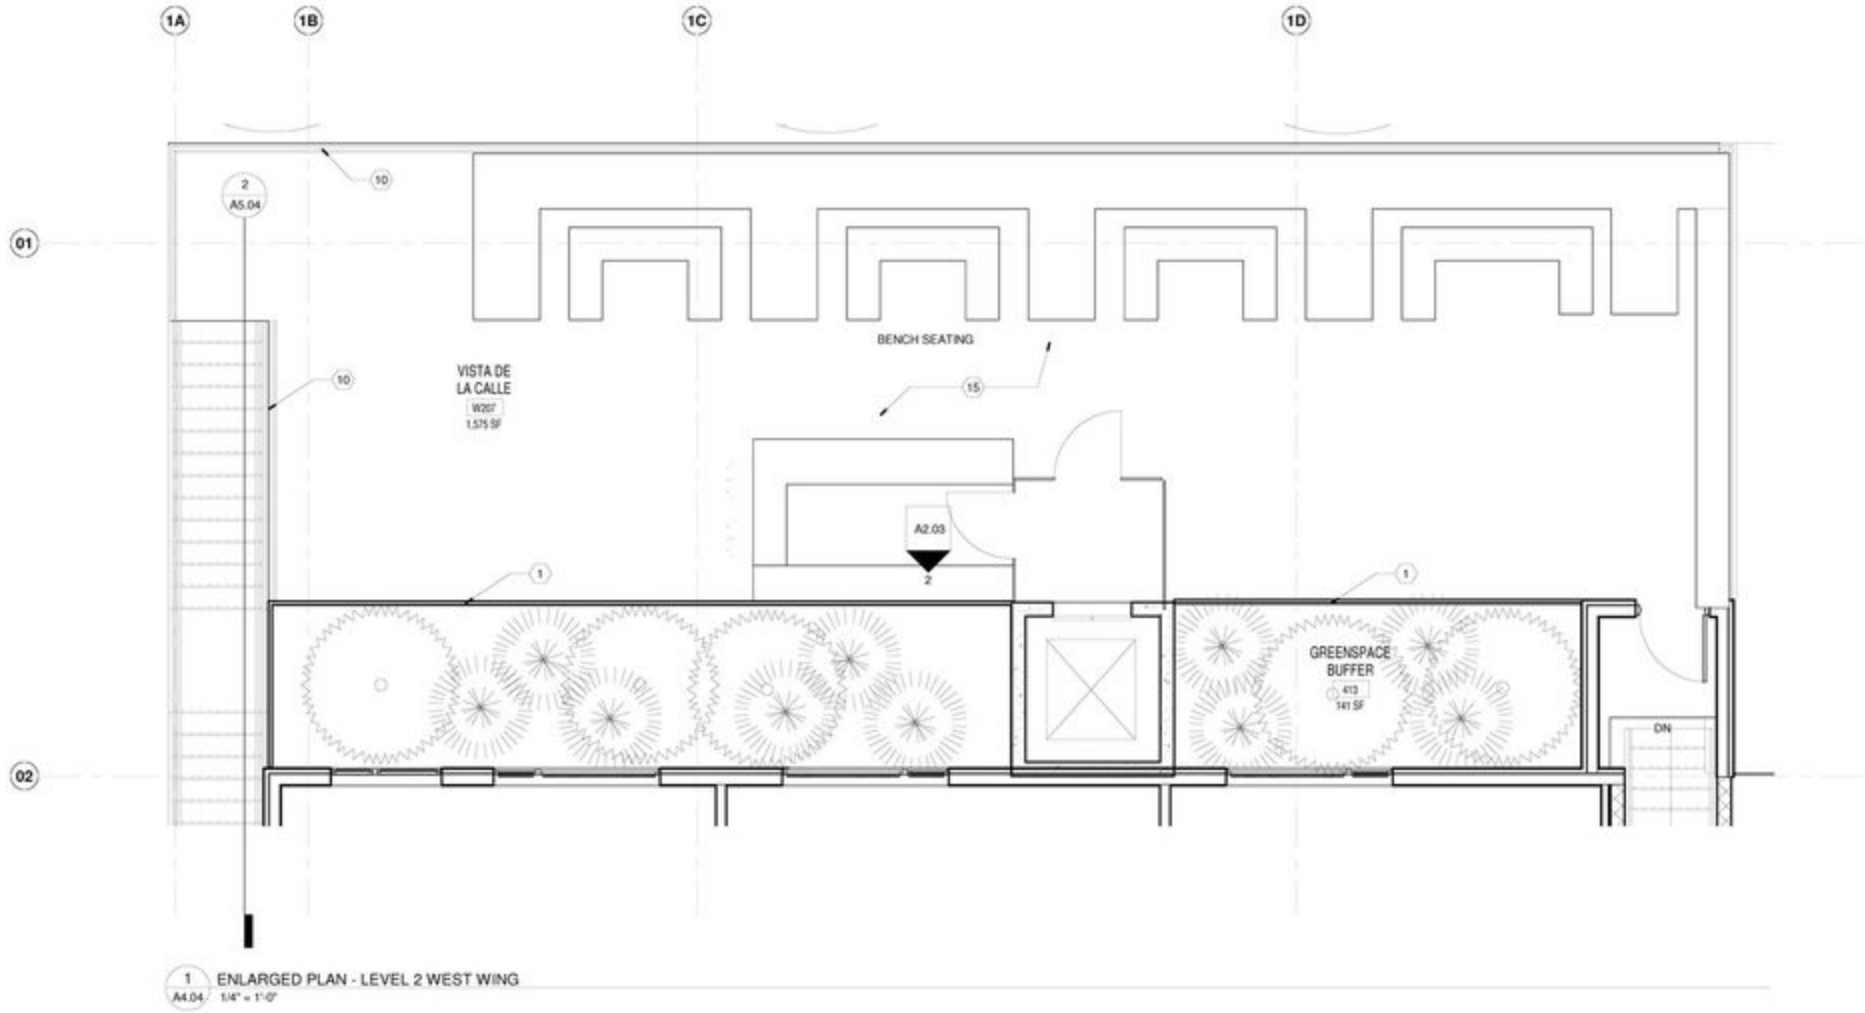 1A
1B
1C
1D
10
2
A5.04
01
BENCH SEATING
VISTA DE
LA CALLE
W207
1,575 SF
10
15
A2.03
2
1
1
GREENSPACE
BUFFER
413
141 SF
DN
02
1
A4.04
ENLARGED PLAN - LEVEL 2 WEST WING
1/4" = 1'-0"